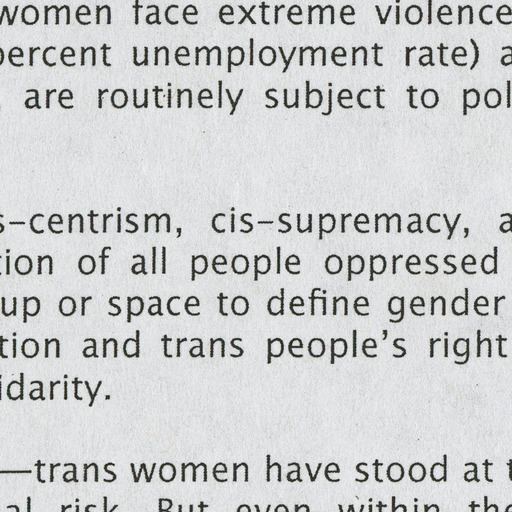 women face extreme violence
percent unemployment rate) a
are routinely subject to pol
s-centrism, cis-supremacy, a
tion of all people oppressed
up or space to define gender
tion and trans people's right
idarity.
—trans women have stood at t
al risk. But even within the